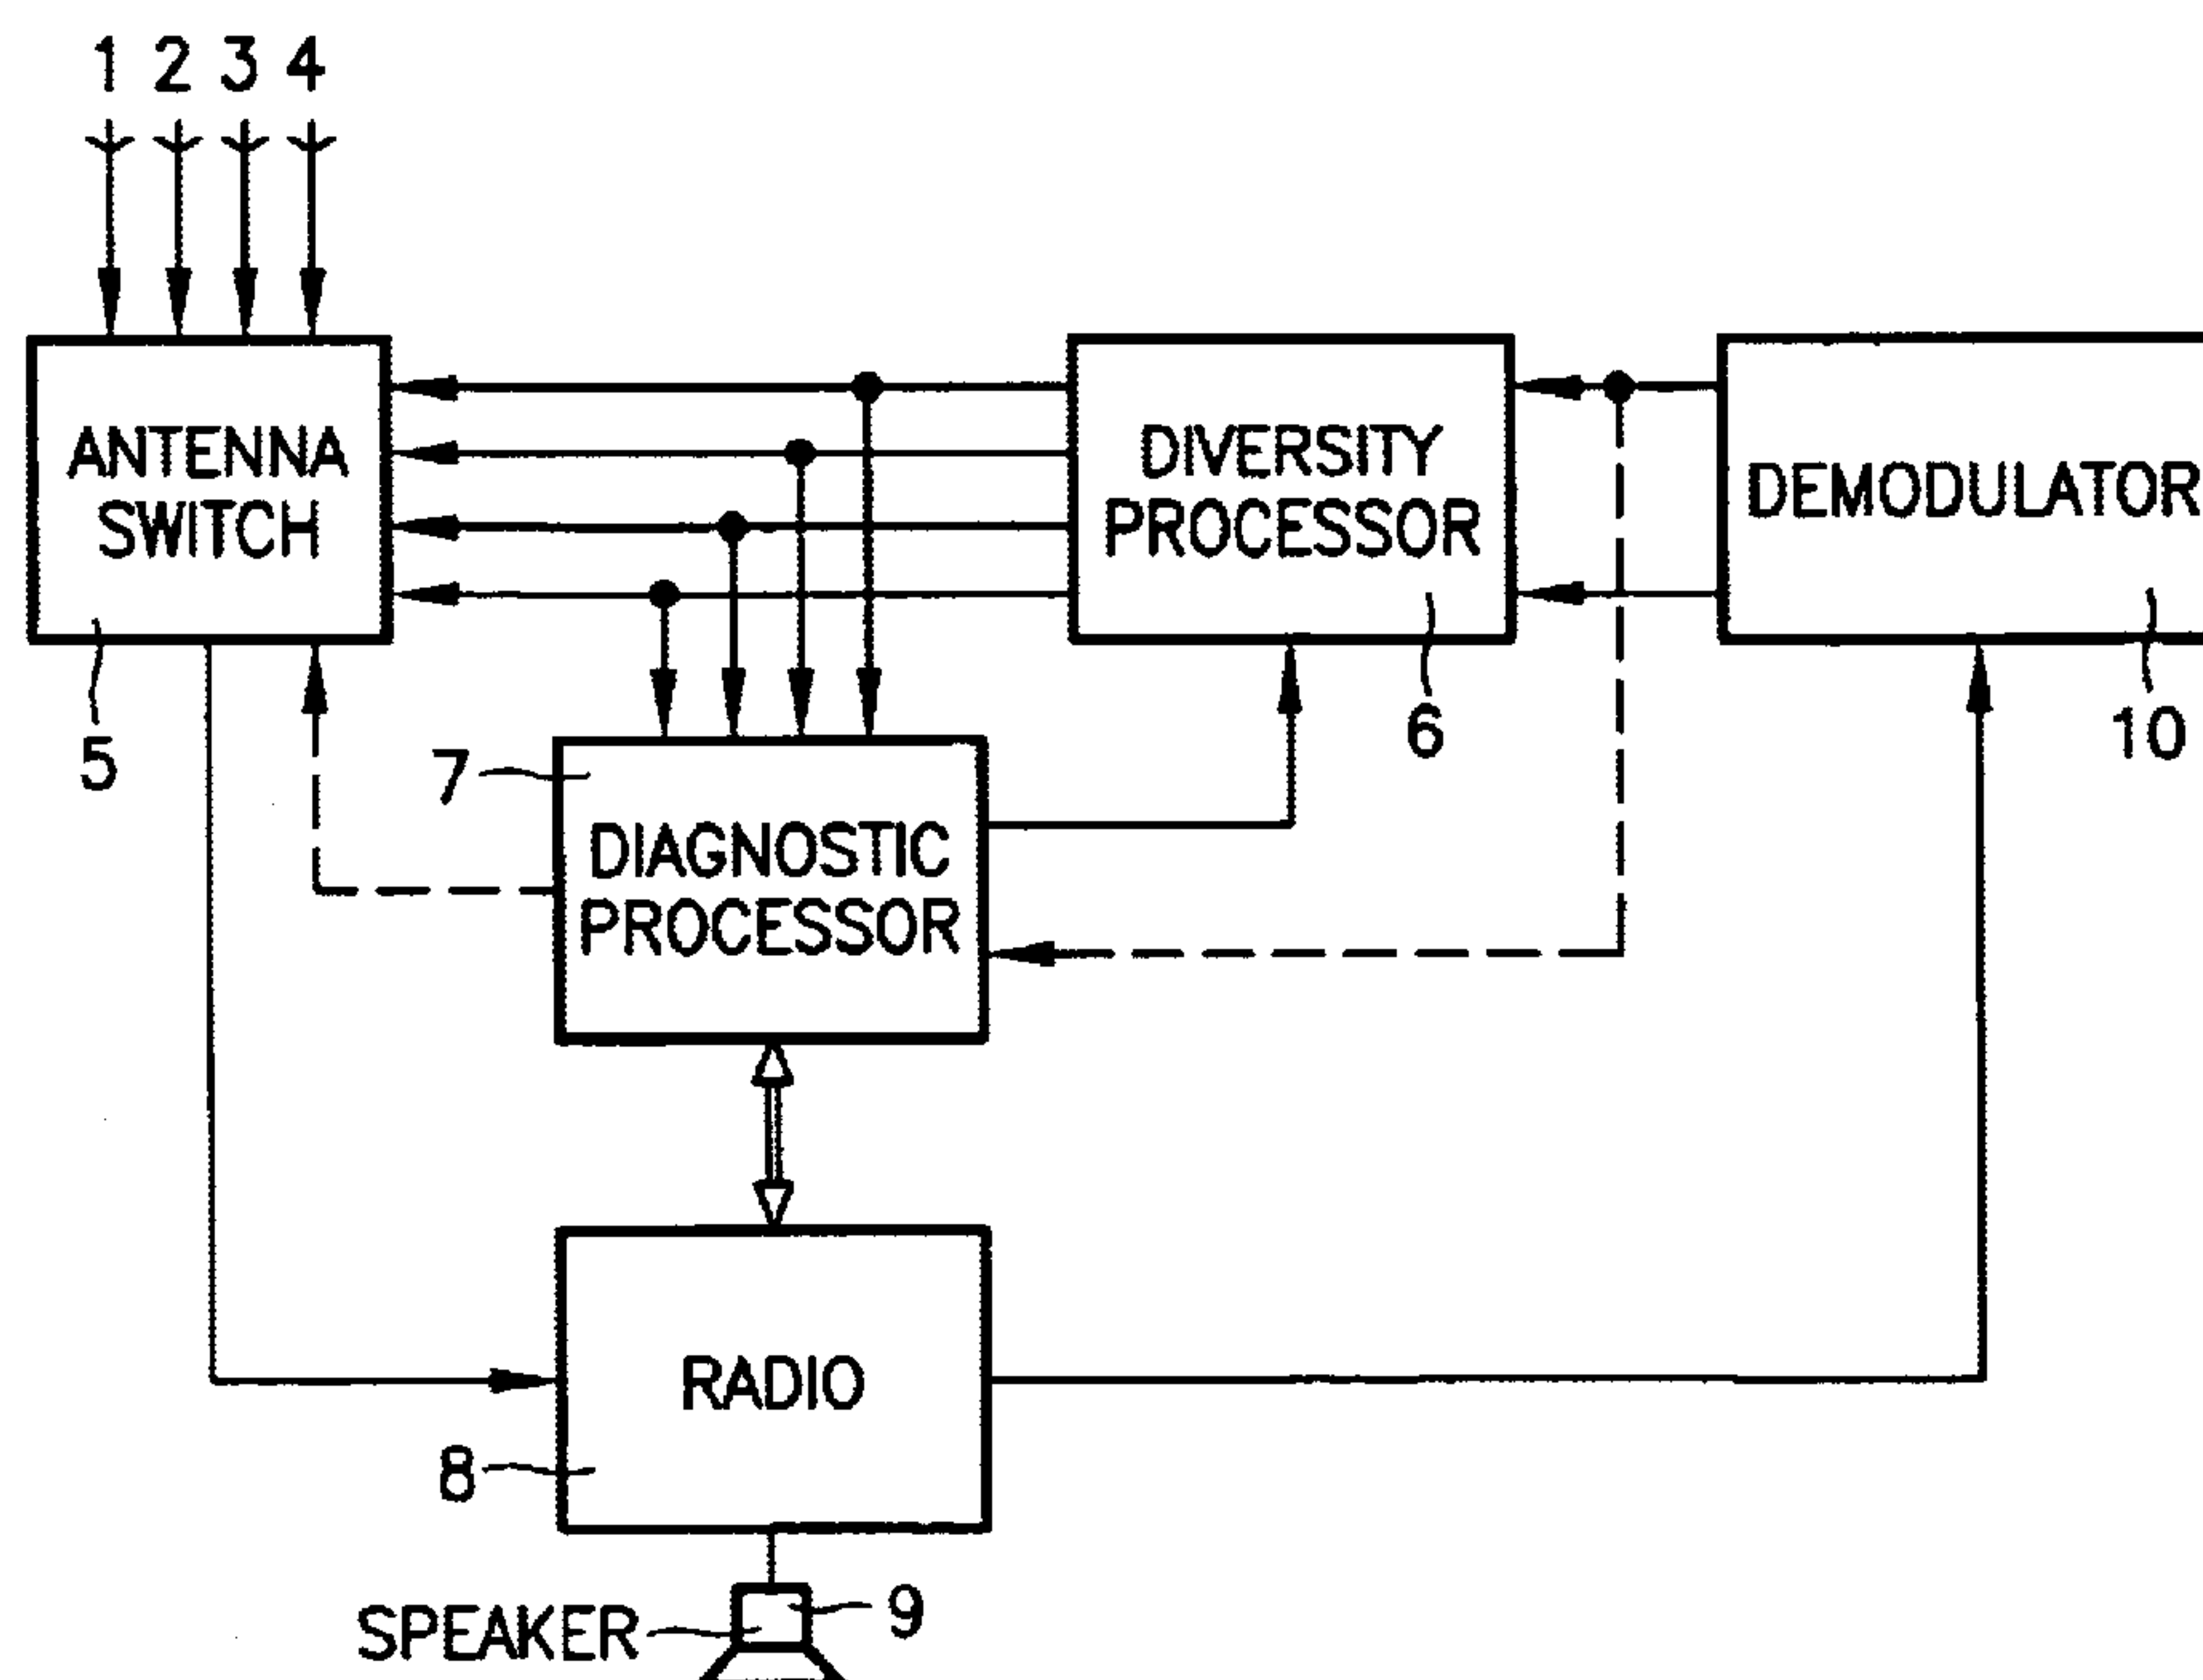 1 2 3 4
ANTENNA
SWITCH
DIVERSITY
PROCESSOR
DEMODULATOR
5
6
10
7
DIAGNOSTIC
PROCESSOR
RADIO
8
SPEAKER
9